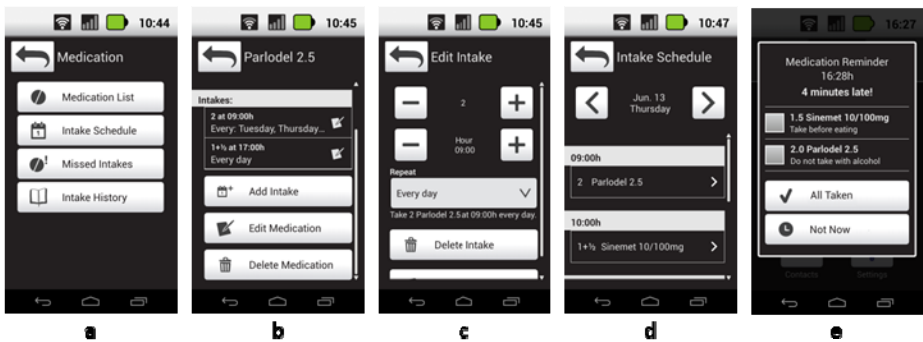 10:44
Medication
Medication List
1
Intake Schedule
Missed Intakes
Intake History
a
10:45
Parlodel 2.5
Intakes:
2 at 09:00h
Every: Tuesday, Thursday...
1+½ at 17:00h
Every day
Add Intake
Edit Medication
Delete Medication
b
10:45
Edit Intake
− 2 +
Hour
− 09:00 +
Repeat
Every day
Take 2 Parlodel 2.5at 09:00h every day.
Delete Intake
c
10:47
Intake Schedule
Jun. 13
Thursday
09:00h
2 Parlodel 2.5
10:00h
1+½ Sinemet 10/100mg
d
16:27
Medication Reminder
16:28h
4 minutes late!
1.5 Sinemet 10/100mg
Take before eating
2.0 Parlodel 2.5
Do not take with alcohol
All Taken
Not Now
Contacts Settings
e